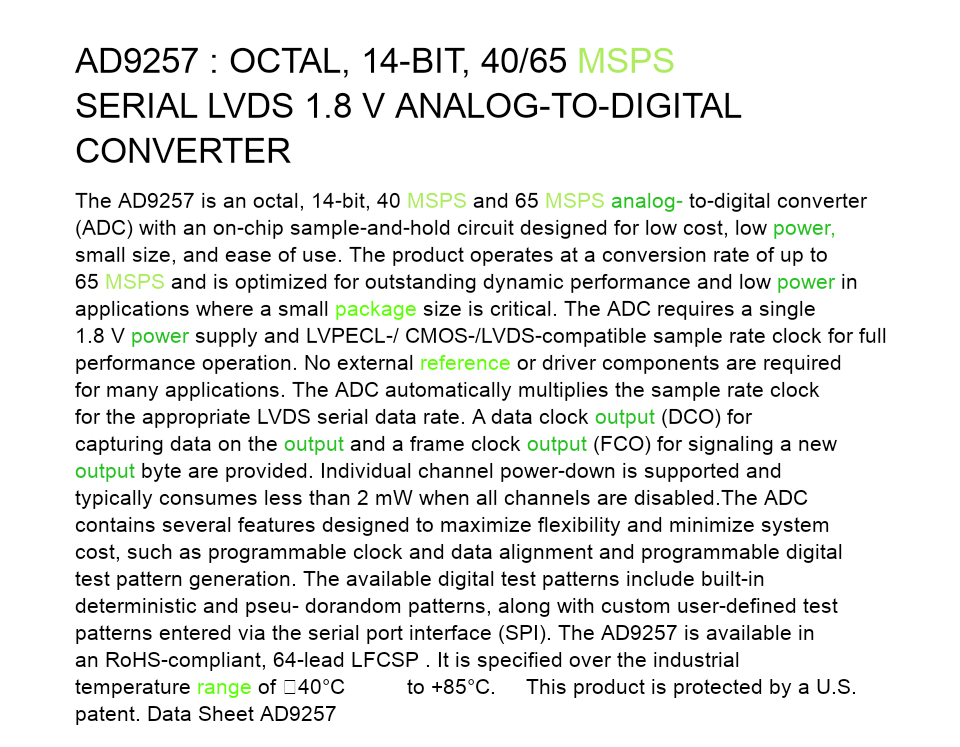 AD9257 : OCTAL, 14-BIT, 40/65 MSPS
SERIAL LVDS 1.8 V ANALOG-TO-DIGITAL
CONVERTER
The AD9257 is an octal, 14-bit, 40 MSPS and 65 MSPS analog- to-digital converter
(ADC) with an on-chip sample-and-hold circuit designed for low cost, low power,
small size, and ease of use. The product operates at a conversion rate of up to
65 MSPS and is optimized for outstanding dynamic performance and low power in
applications where a small package size is critical. The ADC requires a single
1.8 V power supply and LVPECL-/ CMOS-/LVDS-compatible sample rate clock for full
performance operation. No external reference or driver components are required
for many applications. The ADC automatically multiplies the sample rate clock
for the appropriate LVDS serial data rate. A data clock output (DCO) for
capturing data on the output and a frame clock output (FCO) for signaling a new
output byte are provided. Individual channel power-down is supported and
typically consumes less than 2 mW when all channels are disabled.The ADC
contains several features designed to maximize flexibility and minimize system
cost, such as programmable clock and data alignment and programmable digital
test pattern generation. The available digital test patterns include built-in
deterministic and pseu- dorandom patterns, along with custom user-defined test
patterns entered via the serial port interface (SPI). The AD9257 is available in
an RoHS-compliant, 64-lead LFCSP . It is specified over the industrial
temperature range of □40°C to +85°C. This product is protected by a U.S.
patent. Data Sheet AD9257